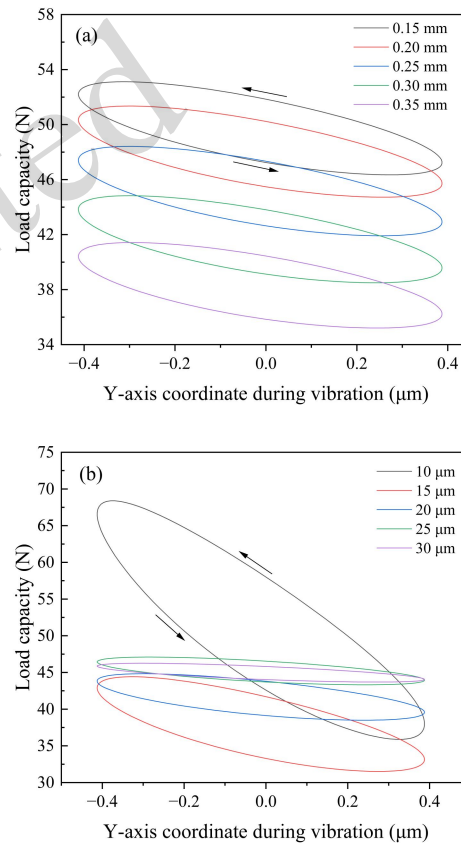 (a)
0.15 mm
0.20 mm
0.25 mm
0.30 mm
0.35 mm
58
54
50
46
42
38
34
Load capacity (N)
−0.4 −0.2 0.0 0.2 0.4
Y-axis coordinate during vibration (μm)
(b)
10 μm
15 μm
20 μm
25 μm
30 μm
75
70
65
60
55
50
45
40
35
30
Load capacity (N)
−0.4 −0.2 0.0 0.2 0.4
Y-axis coordinate during vibration (μm)